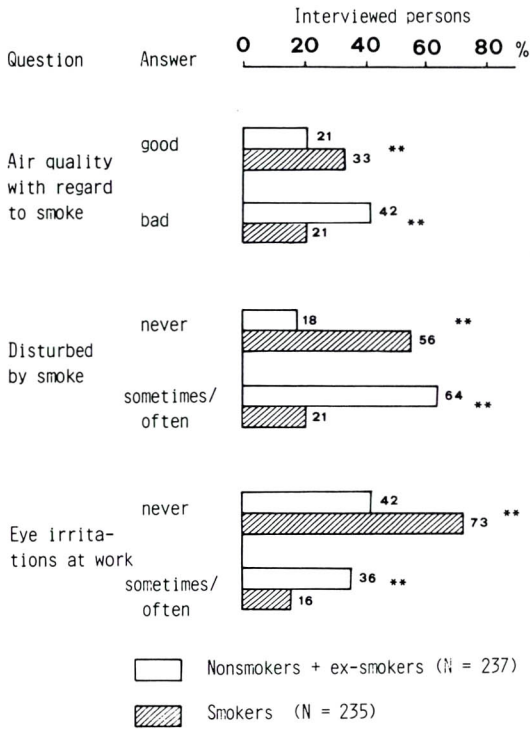 Interviewed persons
Question Answer 0 20 40 60 80 %
good 21 **
Air quality 33
with regard
to smoke 42
bad 21 **
never 18 **
Disturbed 56
by smoke
sometimes/ 64
often 21 **
never 42
Eye irrita- 73 **
tions at work
sometimes/ 36 **
often 16
Nonsmokers + ex-smokers (N = 237)
Smokers (N = 235)